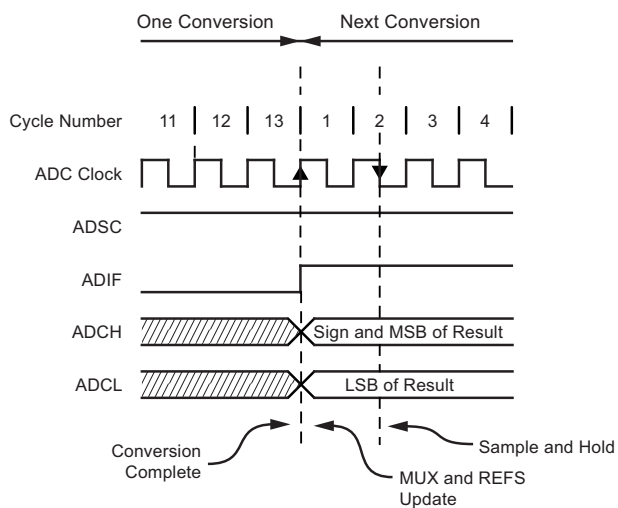 One Conversion Next Conversion
Cycle Number 11 12 13 1 2 3 4
ADC Clock
ADSC
ADIF
ADCH Sign and MSB of Result
ADCL LSB of Result
Conversion
Complete
MUX and REFS
Update
Sample and Hold